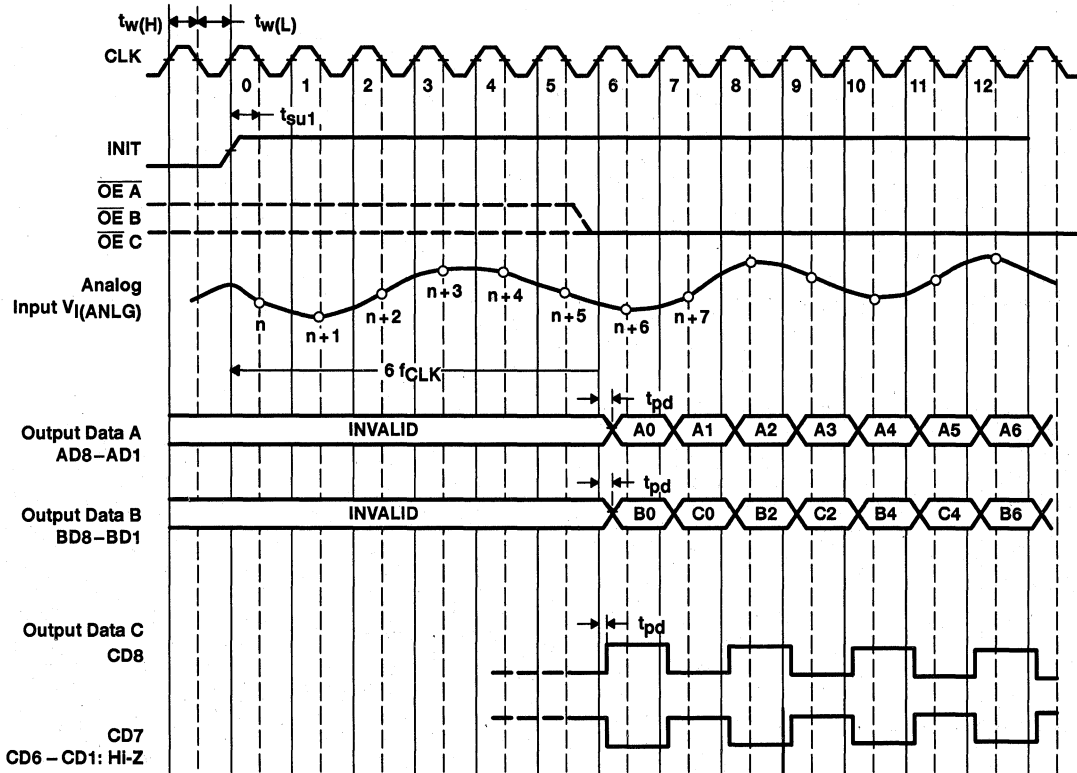 tw(H) tw(L)
CLK
0 1 2 3 4 5 6 7 8 9 10 11 12
tsu1
INIT
OE A
OE B
OE C
Analog
Input VI(ANLG)
n n+1 n+2 n+3 n+4 n+5 n+6 n+7
6 fCLK
tpd
Output Data A
AD8–AD1
INVALID A0 A1 A2 A3 A4 A5 A6
tpd
Output Data B
BD8–BD1
INVALID B0 C0 B2 C2 B4 C4 B6
Output Data C
CD8
tpd
CD7
CD6 – CD1: Hi-Z